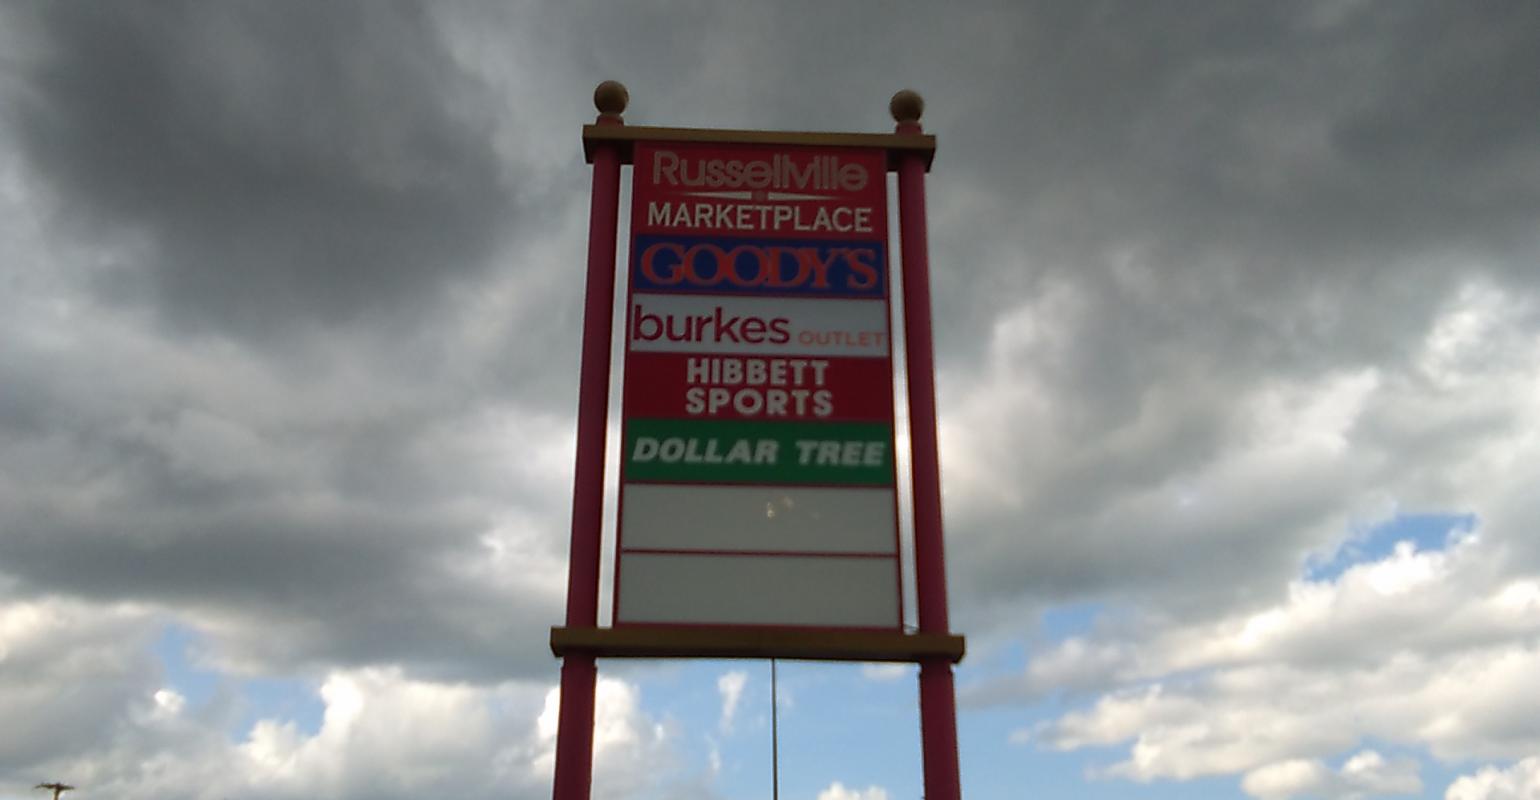 Russellville
MARKETPLACE
GOODY'S
burkes OUTLET
HIBBETT
SPORTS
DOLLAR TREE